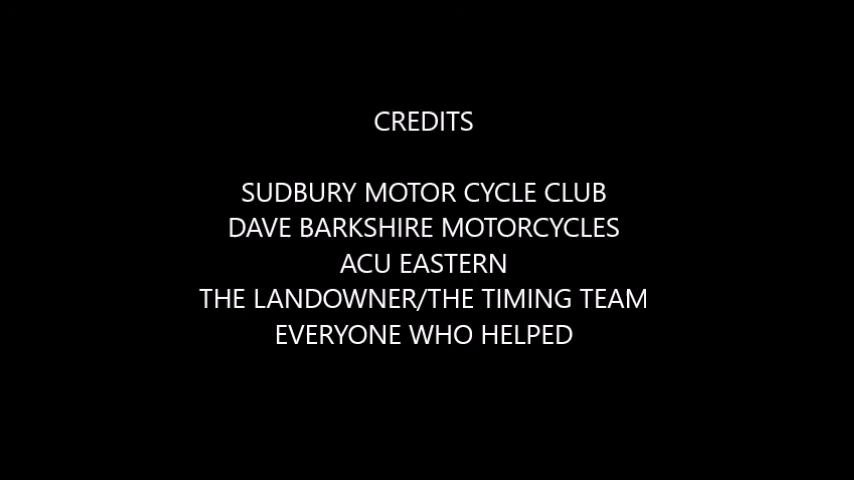 CREDITS
SUDBURY MOTOR CYCLE CLUB
DAVE BARKSHIRE MOTORCYCLES
ACU EASTERN
THE LANDOWNER/THE TIMING TEAM
EVERYONE WHO HELPED